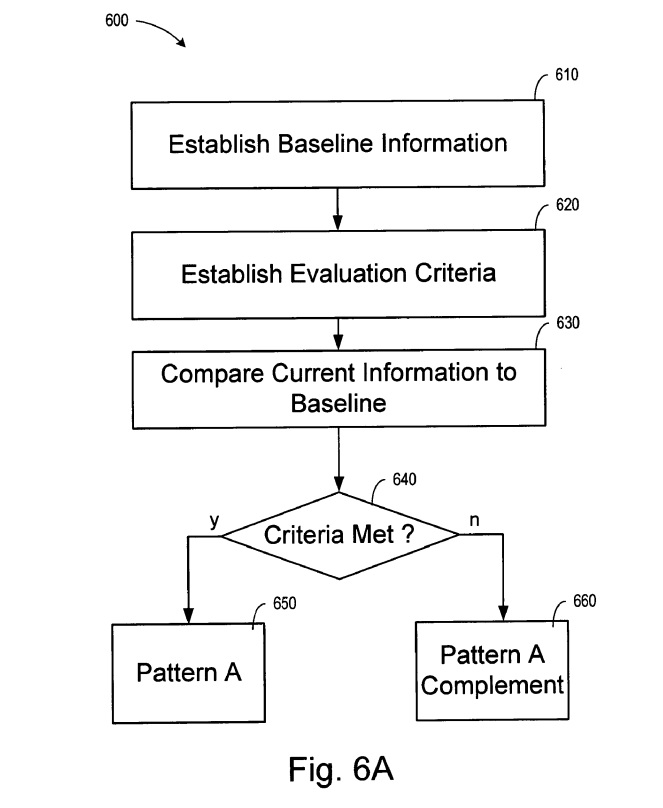 600
610
Establish Baseline Information
620
Establish Evaluation Criteria
630
Compare Current Information to
Baseline
640
y
Criteria Met ?
n
650
Pattern A
660
Pattern A
Complement
Fig. 6A